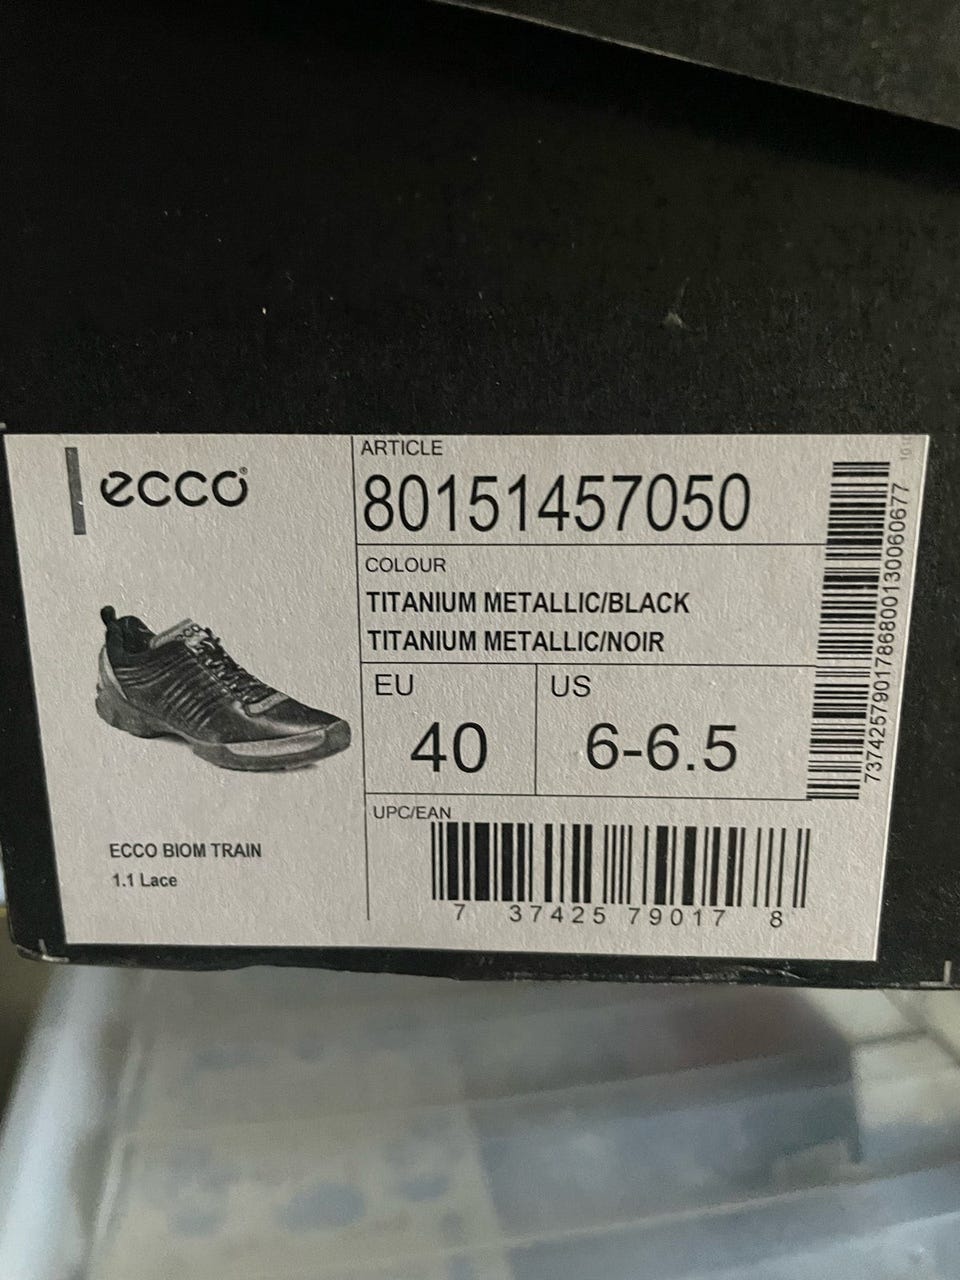 ecco®
ARTICLE
80151457050
COLOUR
TITANIUM METALLIC/BLACK
TITANIUM METALLIC/NOIR
EU
40
US
6-6.5
UPC/EAN
7 37425 79017 8
ECCO BIOM TRAIN
1.1 Lace
7374257901786800130060677